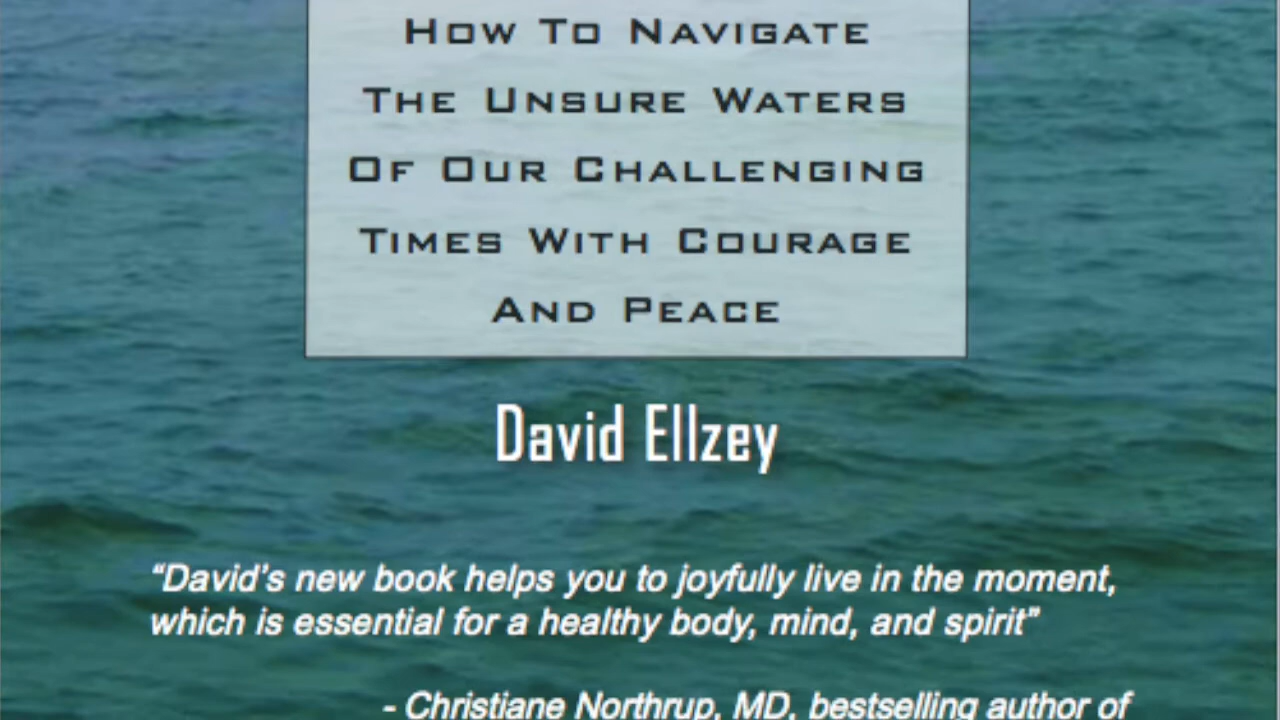 How To Navigate
The Unsure Waters
Of Our Challenging
Times With Courage
And Peace
David Ellzey
“David's new book helps you to joyfully live in the moment,
which is essential for a healthy body, mind, and spirit”
- Christiane Northrup, MD, bestselling author of